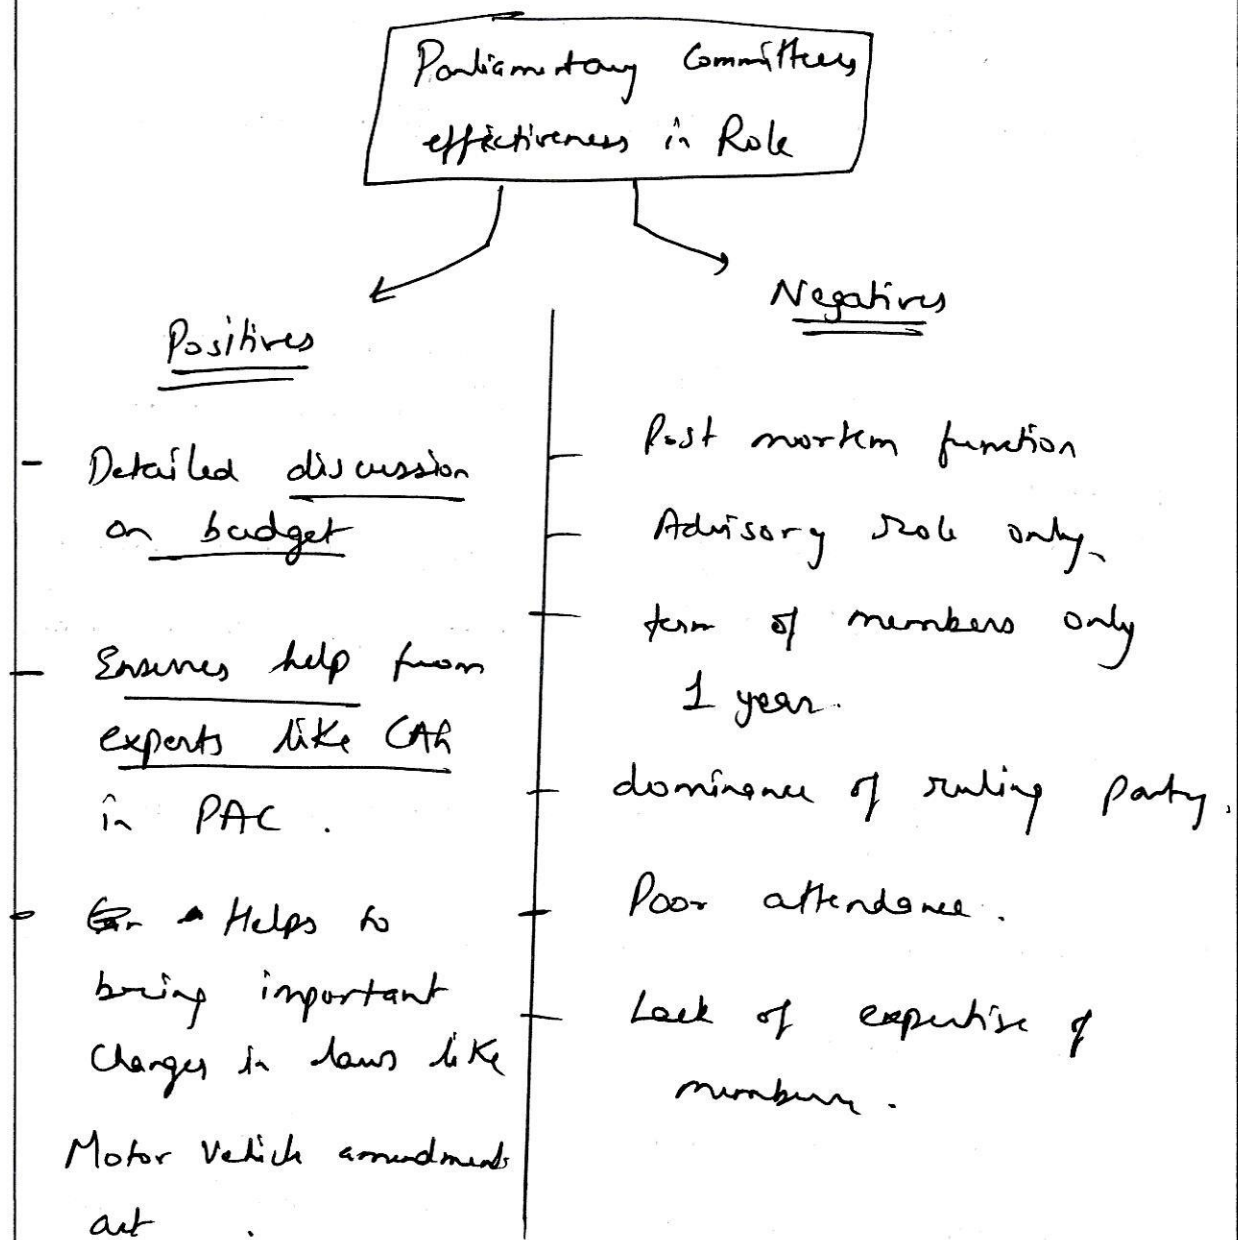 Parliamentary Committees
effectiveness in Role
Positives
- Detailed discussion
on budget
- Ensures help from
experts like CAG
in PAC .
- Helps to
bring important
Changes in laws like
Motor Vehicle amendments
act .
Negatives
- Post mortem function
- Advisory role only
- term of members only
1 year.
- dominance of ruling party.
- Poor attendance .
- Lack of expertise of
members .